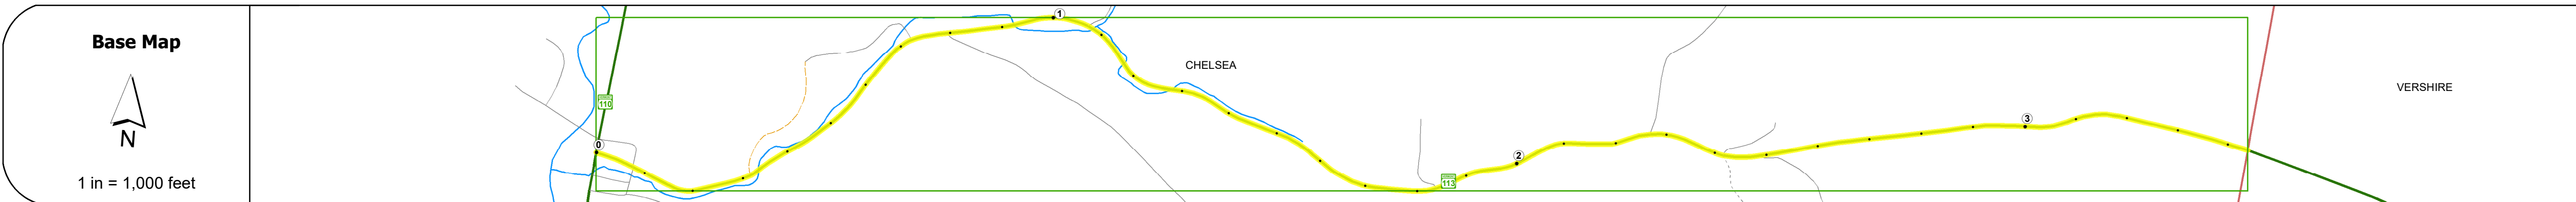 Base Map
N
1 in = 1,000 feet
110
0
1
CHELSEA
113
2
3
VERSHIRE